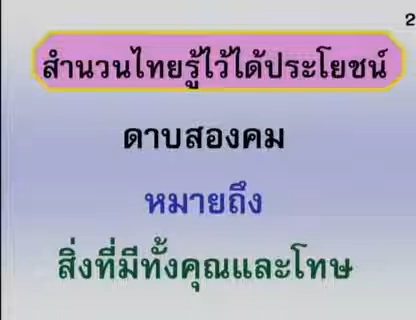 2
สำนวนไทยรู้ไว้ได้ประโยชน์
ดาบสองคม
หมายถึง
สิ่งที่มีทั้งคุณและโทษ